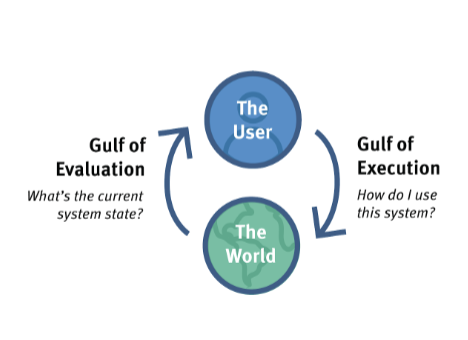 The
User
Gulf of
Evaluation
What's the current
system state?
Gulf of
Execution
How do I use
this system?
The
World